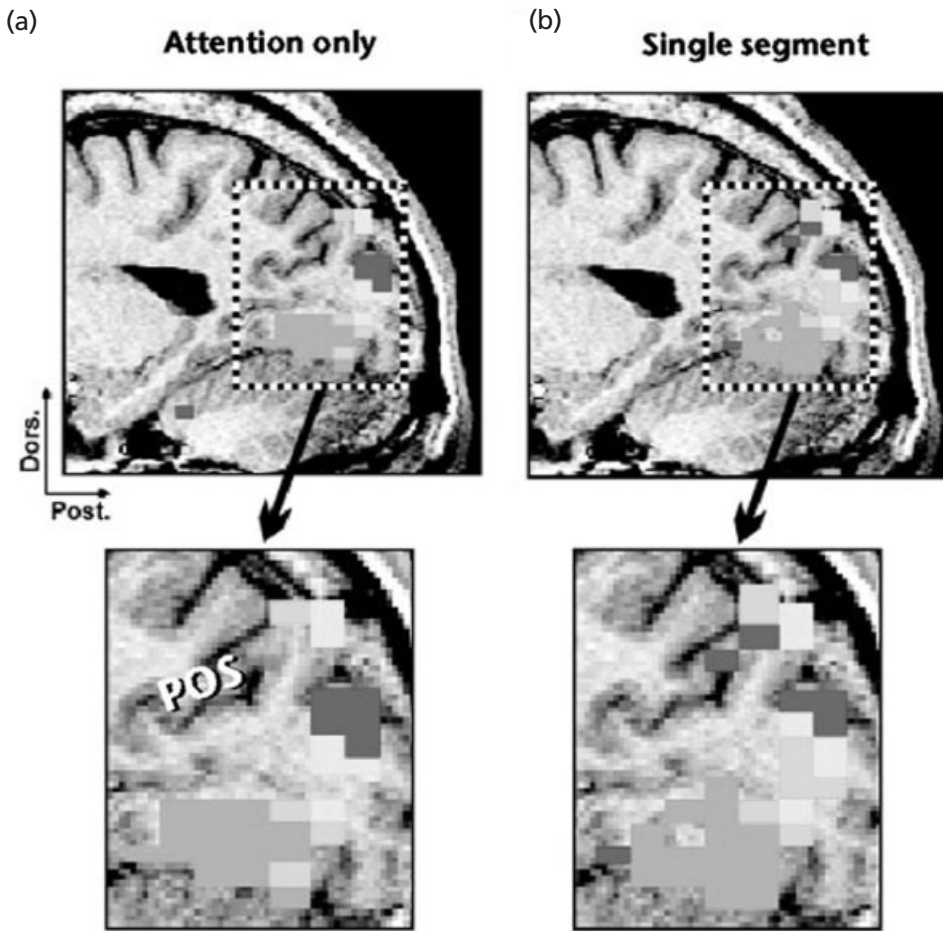 (a)
Attention only
(b)
Single segment
Dors.
Post.
POS